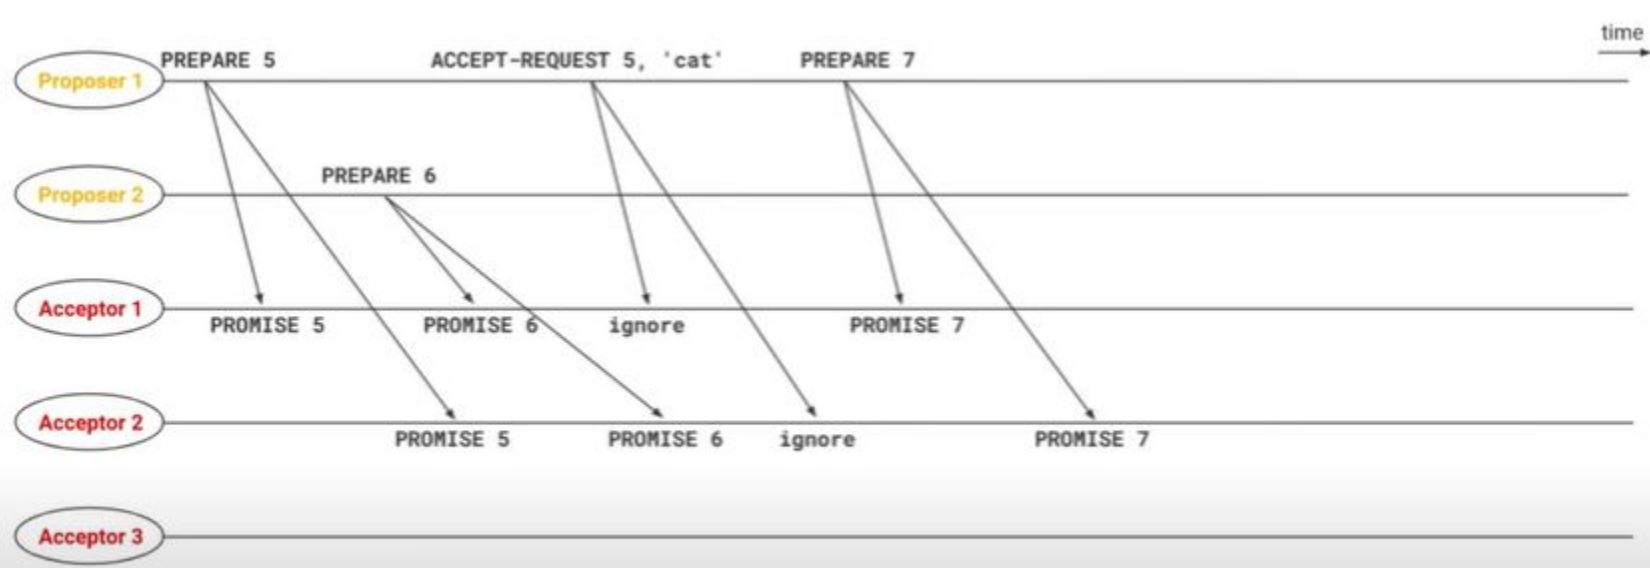 time
PREPARE 5
ACCEPT-REQUEST 5, 'cat'
PREPARE 7
Proposer 1
PREPARE 6
Proposer 2
Acceptor 1
PROMISE 5
PROMISE 6
ignore
PROMISE 7
Acceptor 2
PROMISE 5
PROMISE 6
ignore
PROMISE 7
Acceptor 3